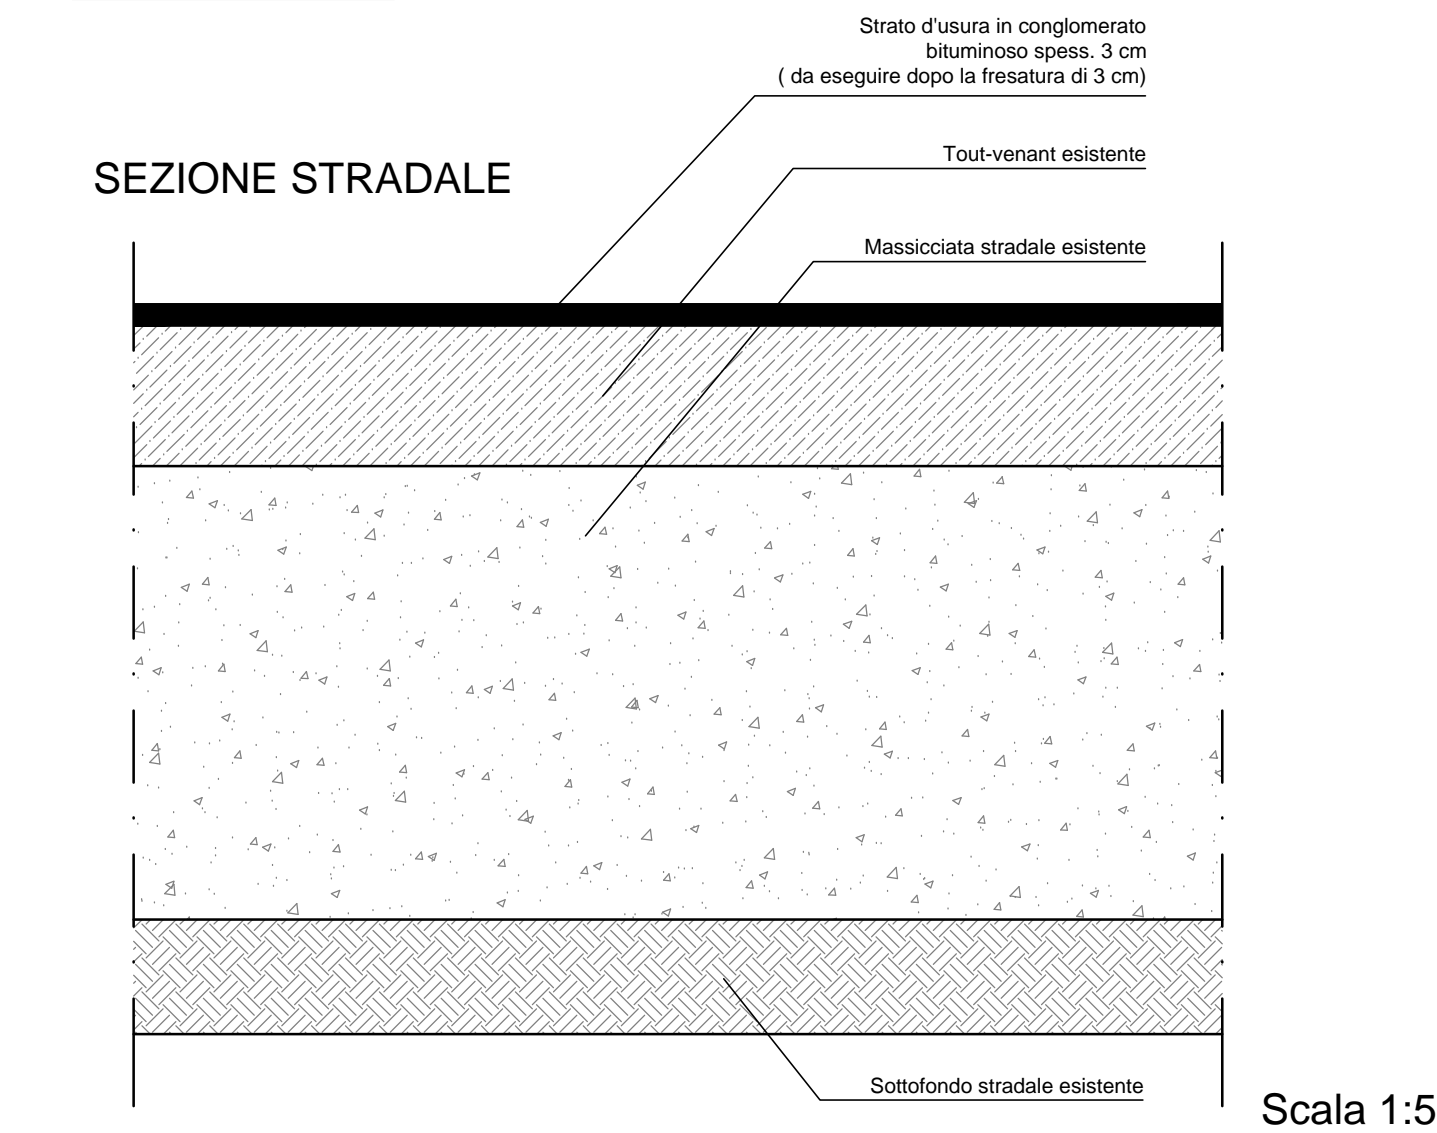 Strato d'usura in conglomerato
bituminoso spess. 3 cm
( da eseguire dopo la fresatura di 3 cm)
Tout-venant esistente
SEZIONE STRADALE
Massicciata stradale esistente
Sottofondo stradale esistente
Scala 1:5